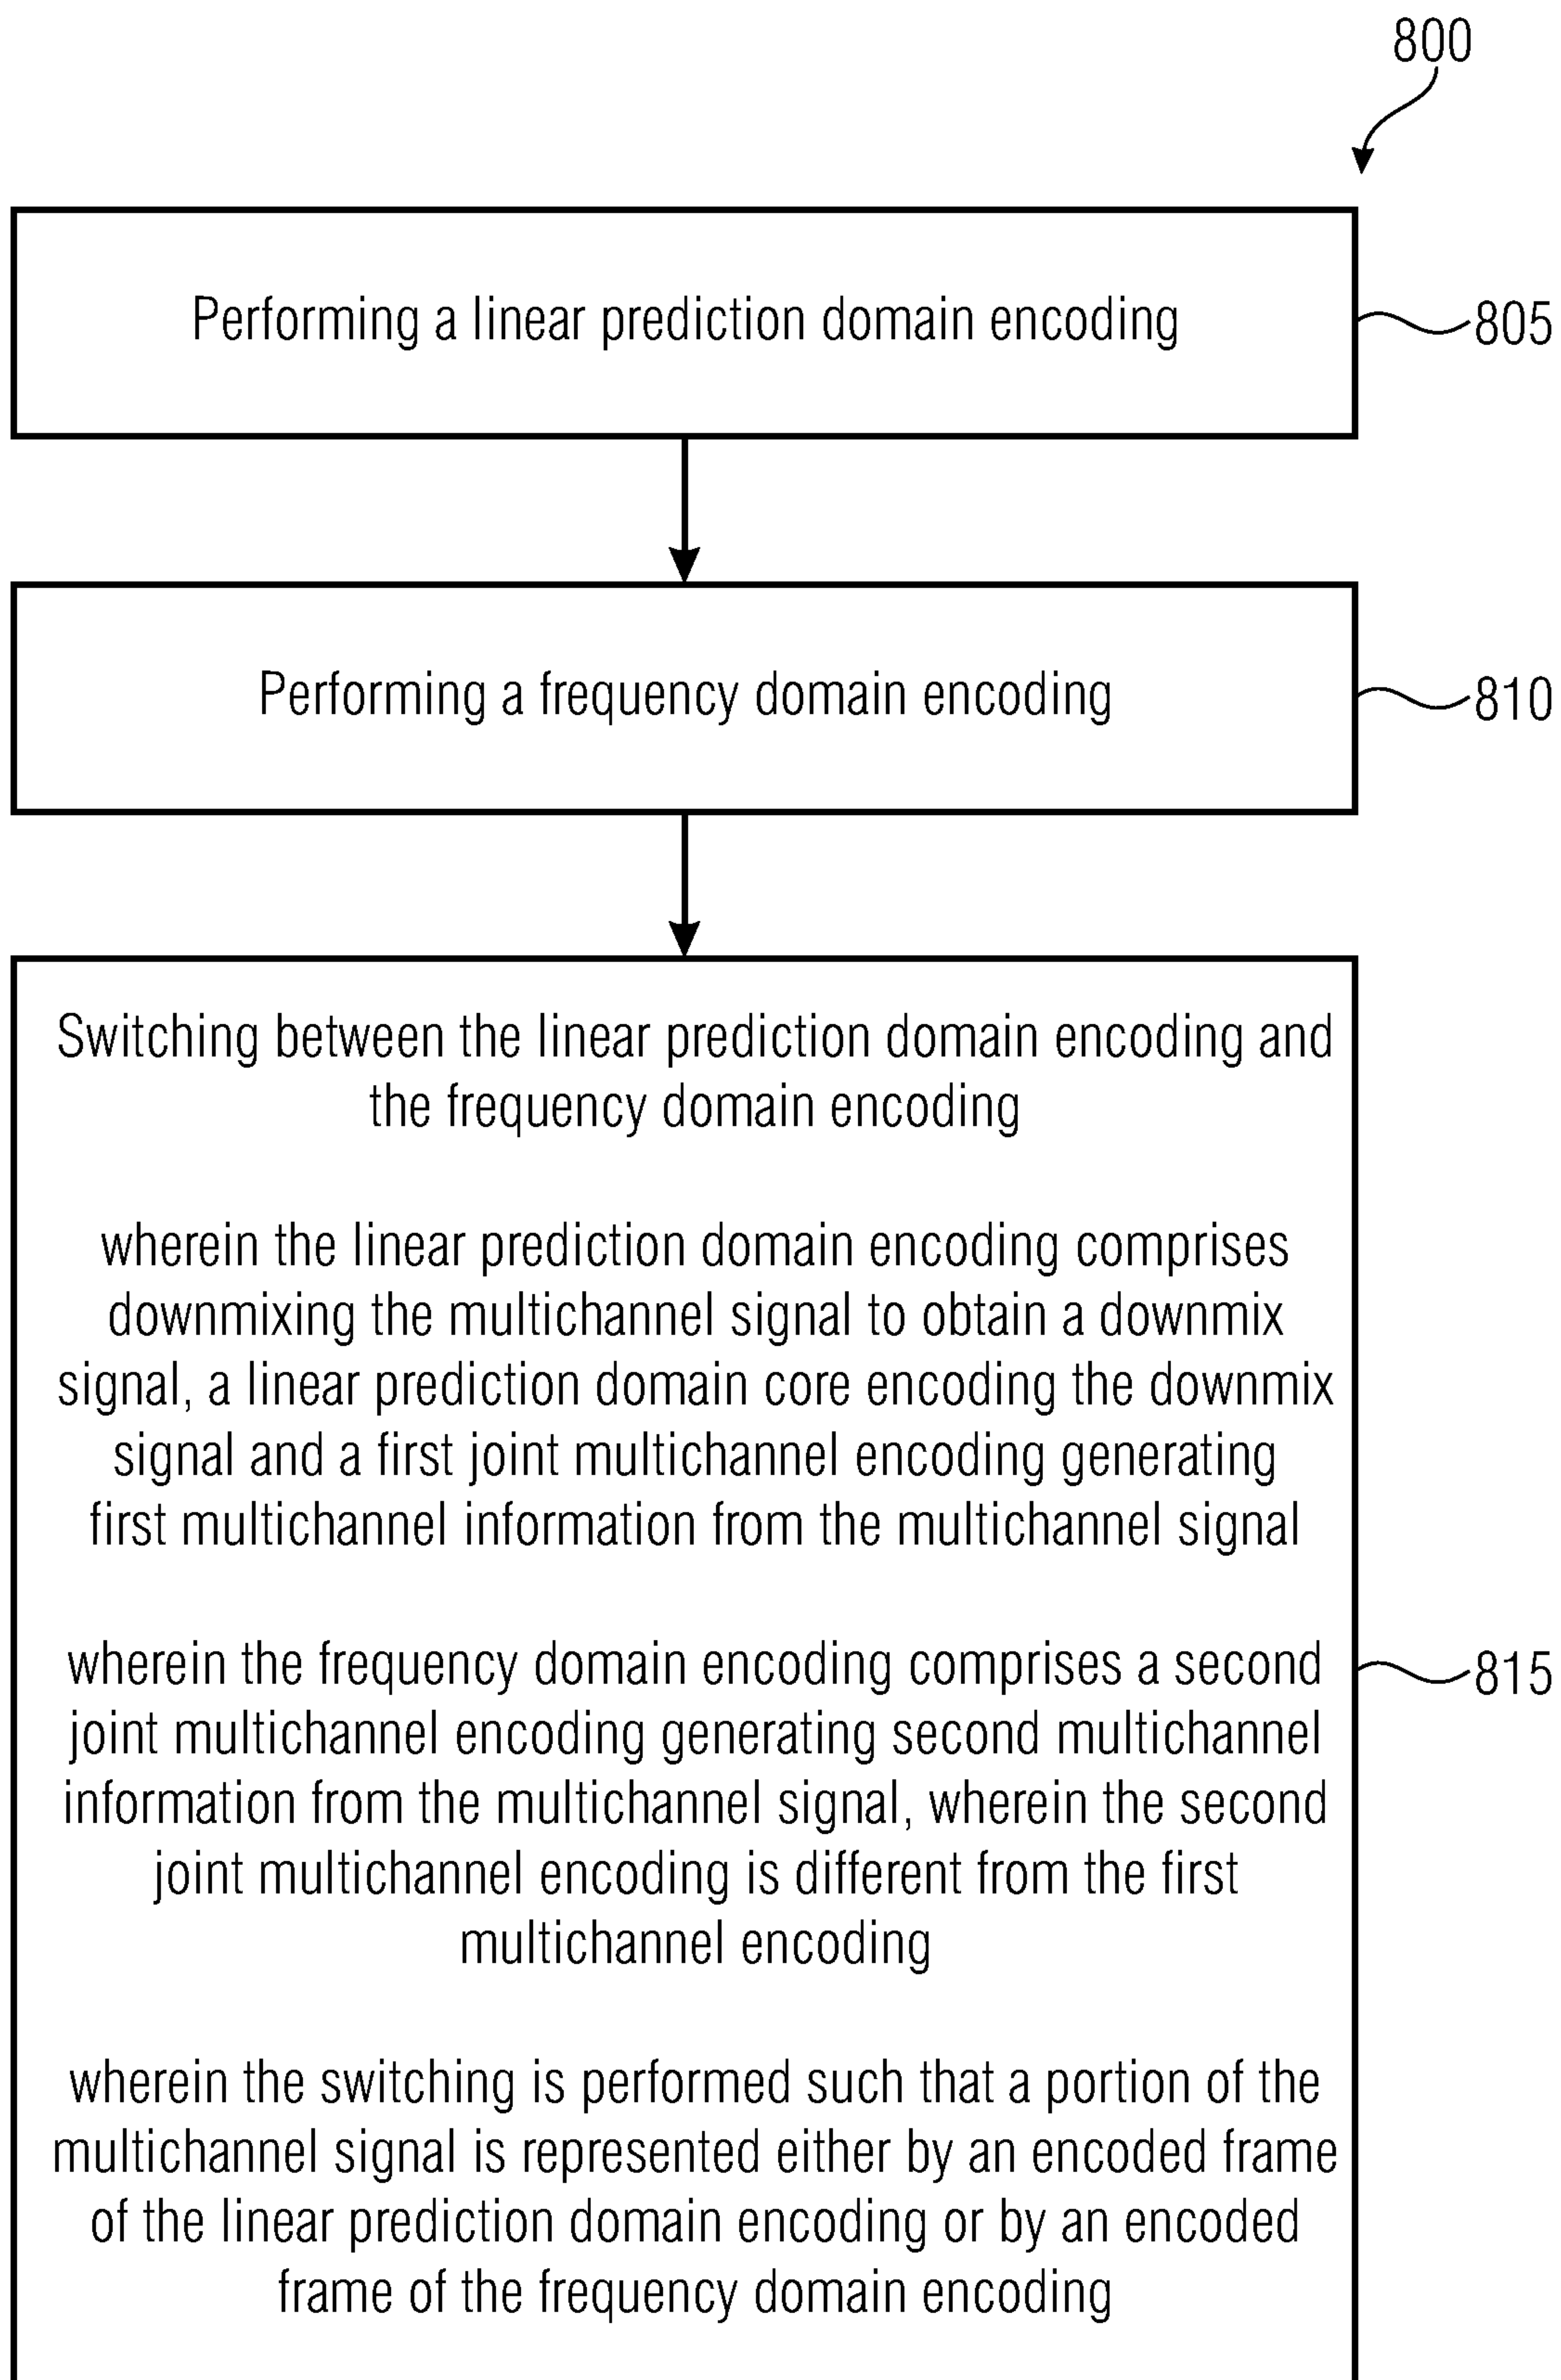 800
Performing a linear prediction domain encoding
805
Performing a frequency domain encoding
810
Switching between the linear prediction domain encoding and
the frequency domain encoding
wherein the linear prediction domain encoding comprises
downmixing the multichannel signal to obtain a downmix
signal, a linear prediction domain core encoding the downmix
signal and a first joint multichannel encoding generating
first multichannel information from the multichannel signal
wherein the frequency domain encoding comprises a second
joint multichannel encoding generating second multichannel
information from the multichannel signal, wherein the second
joint multichannel encoding is different from the first
multichannel encoding
wherein the switching is performed such that a portion of the
multichannel signal is represented either by an encoded frame
of the linear prediction domain encoding or by an encoded
frame of the frequency domain encoding
815